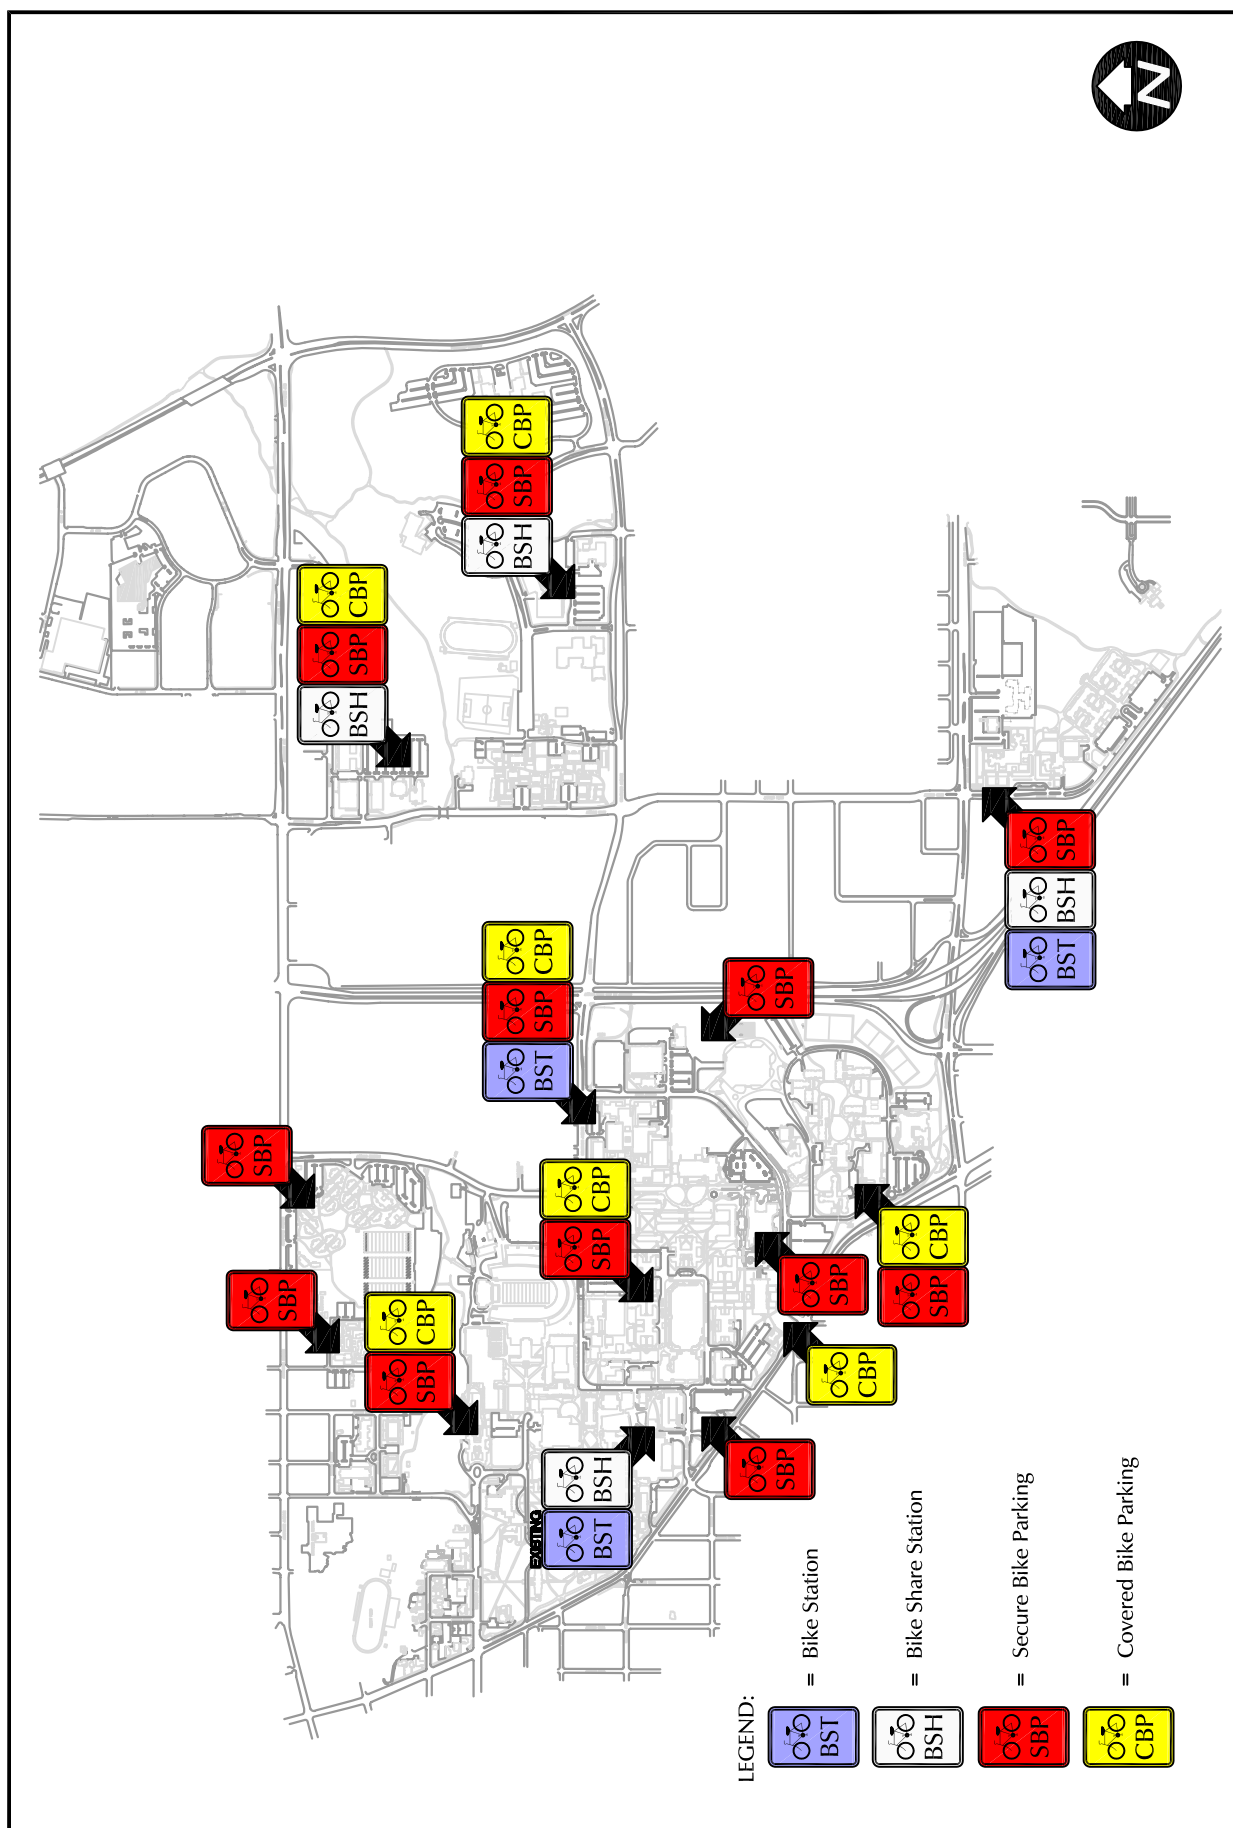 SBP
SBP
BSH SBP CBP
SBP CBP
BSH SBP CBP
BST SBP CBP
EXISTING
BST BSH
SBP CBP
SBP
SBP
SBP
CBP
SBP CBP
BST BSH SBP
LEGEND:
BST = Bike Station
BSH = Bike Share Station
SBP = Secure Bike Parking
CBP = Covered Bike Parking
N